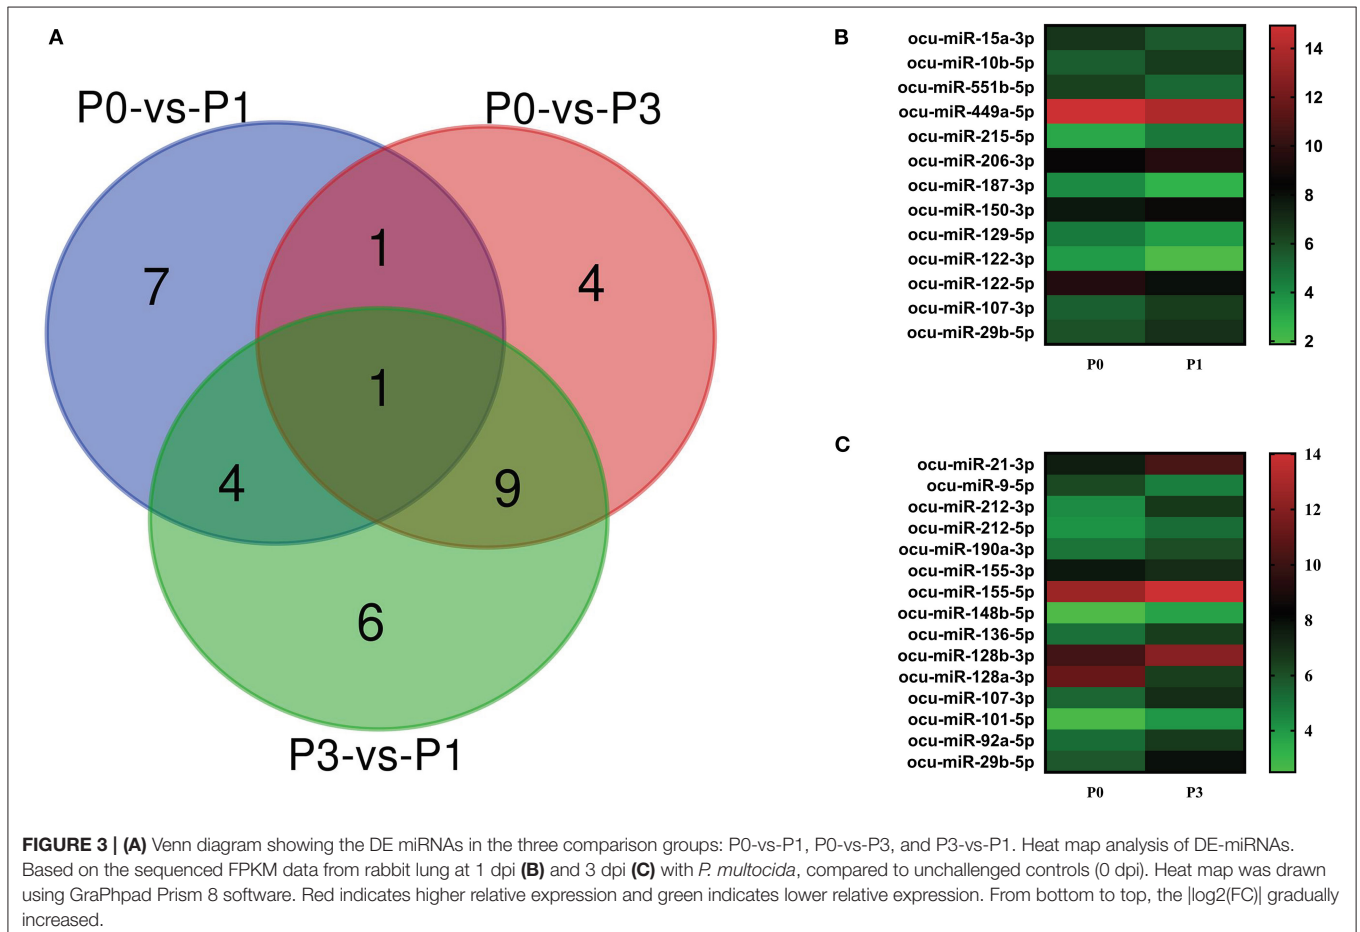 A
P0-vs-P1
P0-vs-P3
7
1
4
1
4
9
6
P3-vs-P1
B
ocu-miR-15a-3p
ocu-miR-10b-5p
ocu-miR-551b-5p
ocu-miR-449a-5p
ocu-miR-215-5p
ocu-miR-206-3p
ocu-miR-187-3p
ocu-miR-150-3p
ocu-miR-129-5p
ocu-miR-122-3p
ocu-miR-122-5p
ocu-miR-107-3p
ocu-miR-29b-5p
P0 P1
14
12
10
8
6
4
2
C
ocu-miR-21-3p
ocu-miR-9-5p
ocu-miR-212-3p
ocu-miR-212-5p
ocu-miR-190a-3p
ocu-miR-155-3p
ocu-miR-155-5p
ocu-miR-148b-5p
ocu-miR-136-5p
ocu-miR-128b-3p
ocu-miR-128a-3p
ocu-miR-107-3p
ocu-miR-101-5p
ocu-miR-92a-5p
ocu-miR-29b-5p
P0 P3
14
12
10
8
6
4
FIGURE 3 | (A) Venn diagram showing the DE miRNAs in the three comparison groups: P0-vs-P1, P0-vs-P3, and P3-vs-P1. Heat map analysis of DE-miRNAs.
Based on the sequenced FPKM data from rabbit lung at 1 dpi (B) and 3 dpi (C) with P. multocida, compared to unchallenged controls (0 dpi). Heat map was drawn
using GraPhpad Prism 8 software. Red indicates higher relative expression and green indicates lower relative expression. From bottom to top, the |log2(FC)| gradually
increased.